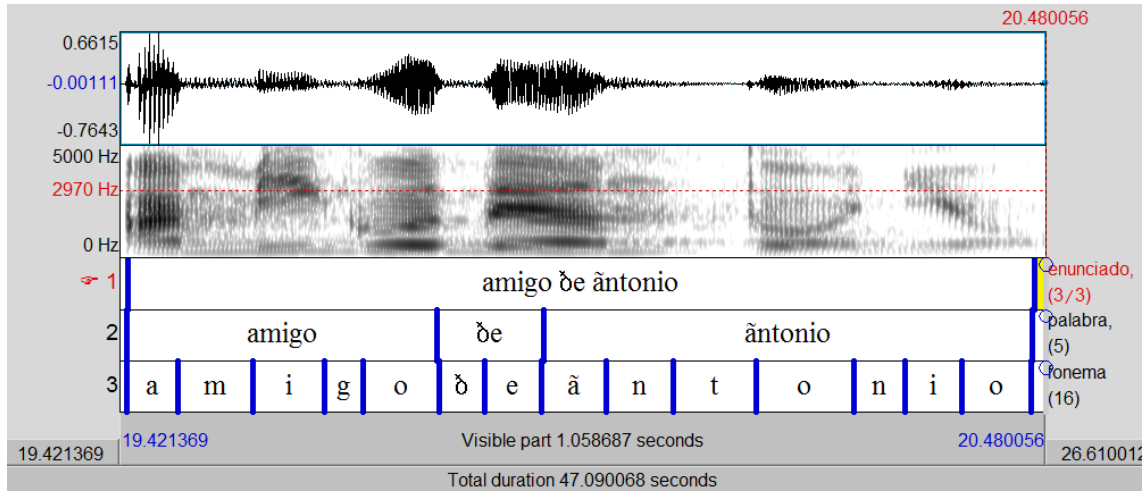 20.480056
0.6615
-0.00111
-0.7643
5000 Hz
2970 Hz
0 Hz
☞ 1 amigo ðe ãntonio enunciado, (3/3)
2 amigo ðe ãntonio palabra, (5)
3 a m i g o ð e ã n t o n i o fonema (16)
19.421369 Visible part 1.058687 seconds 20.480056
19.421369 26.610012
Total duration 47.090068 seconds